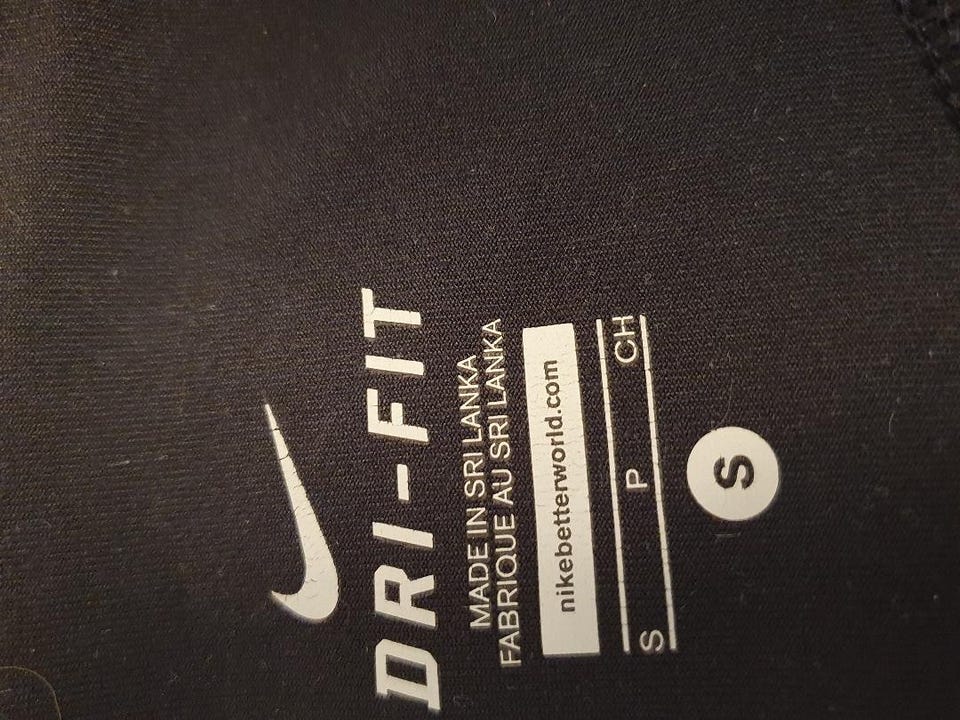 DRI-FIT
MADE IN SRI LANKA
FABRIQUE AU SRI LANKA
nikebetterworld.com
S P CH
S